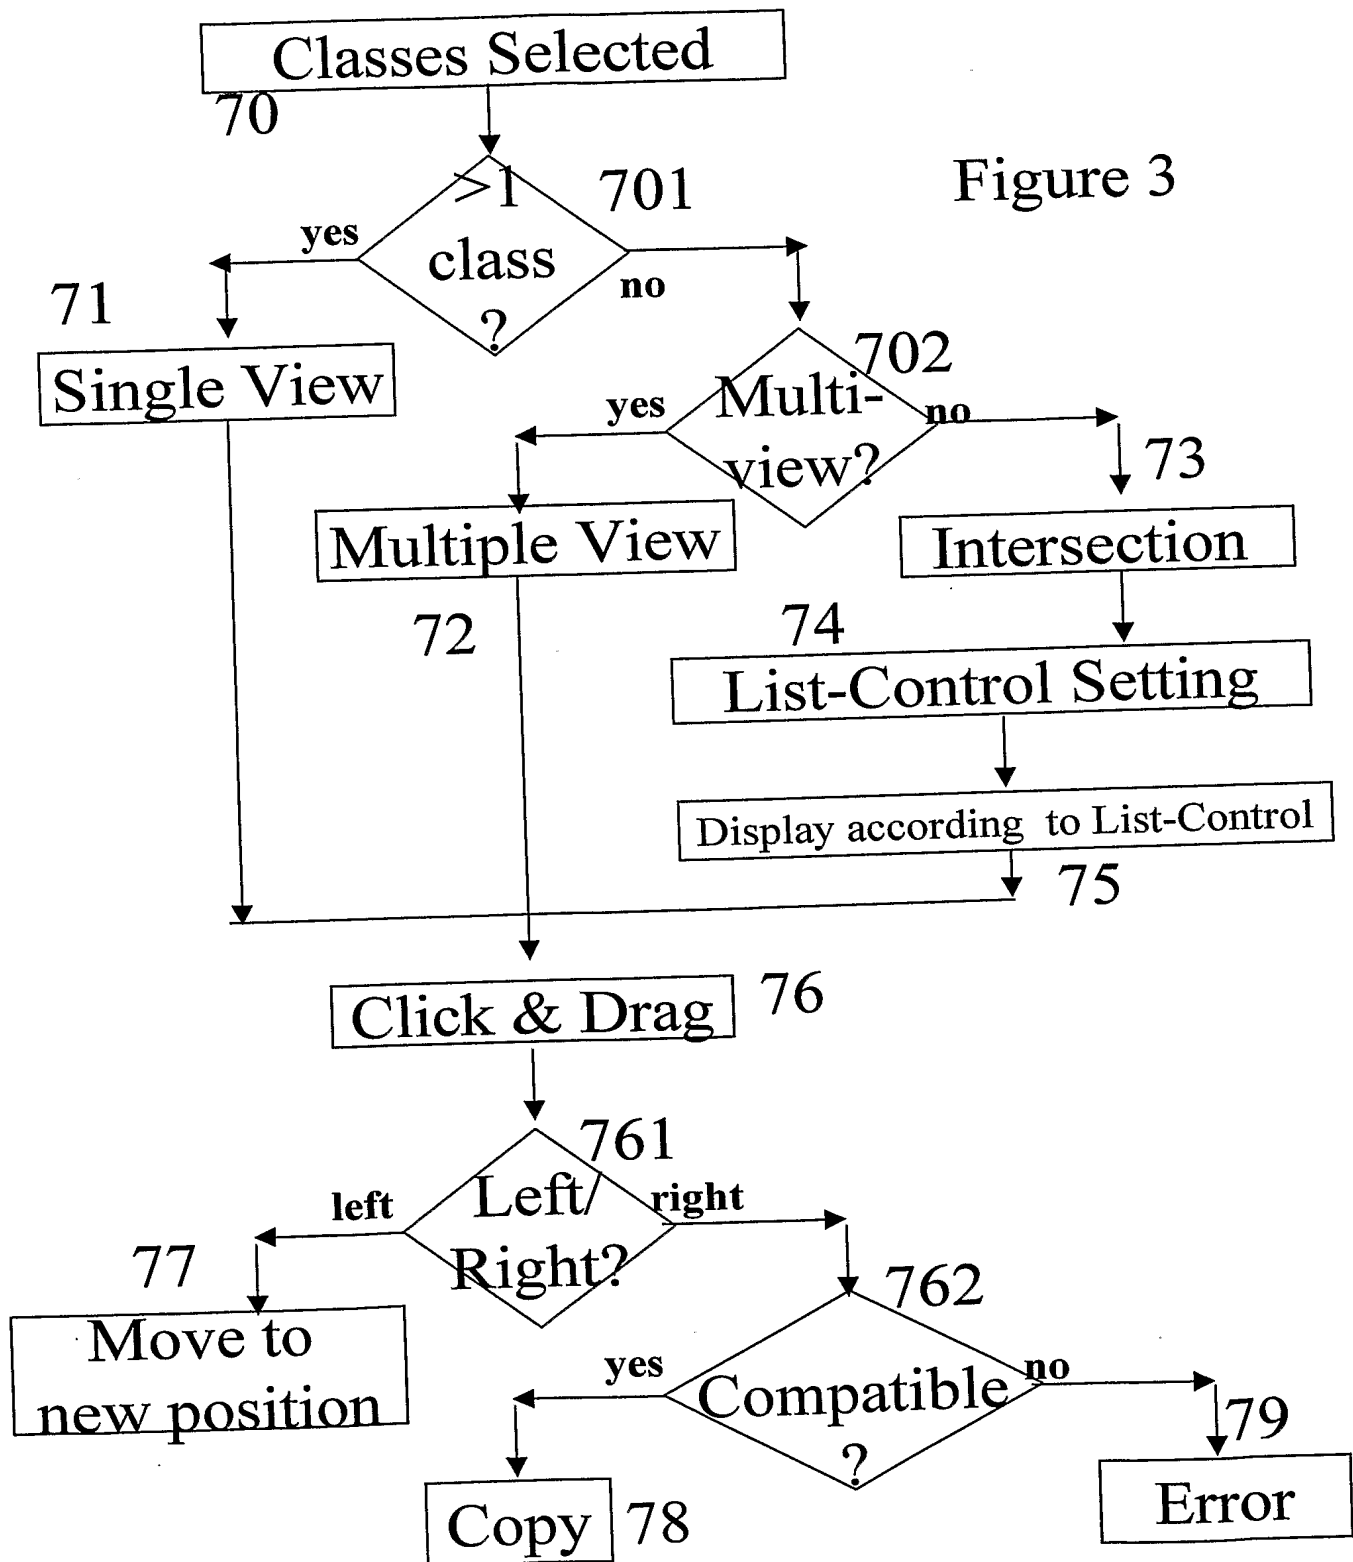 Classes Selected
70
Figure 3
>1
class
?
701
yes
no
71
Single View
702
Multi-
view?
yes
no
73
Multiple View
Intersection
72
74
List-Control Setting
Display according to List-Control
75
Click & Drag
76
761
Left/
Right?
left
right
77
Move to
new position
762
Compatible
?
yes
no
79
Copy
78
Error